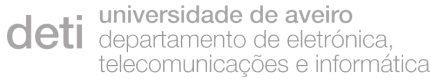 deti universidade de aveiro
departamento de eletrónica,
telecomunicações e informática